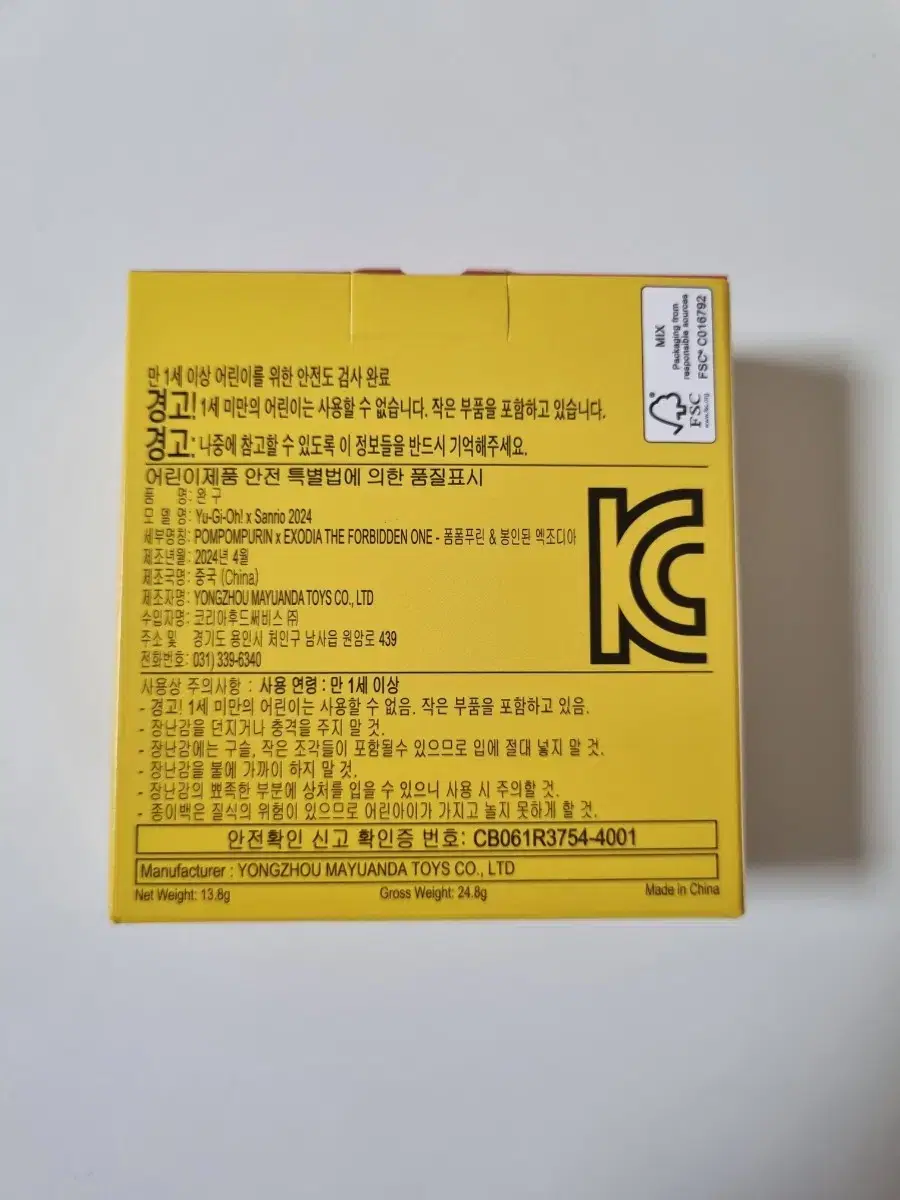 MIX
Packaging from
responsible sources
FSC® C016792
FSC
www.fsc.org
만 1세 이상 어린이를 위한 안전도 검사 완료
경고! 1세 미만의 어린이는 사용할 수 없습니다. 작은 부품을 포함하고 있습니다.
경고: 나중에 참고할 수 있도록 이 정보들을 반드시 기억해주세요.
어린이제품 안전 특별법에 의한 품질표시
품 명: 완 구
모 델 명: Yu-Gi-Oh! x Sanrio 2024
세부명칭: POMPOMPURIN x EXODIA THE FORBIDDEN ONE - 폼폼푸린 & 봉인된 엑조디아
제조년월: 2024년 4월
제조국명: 중국 (China)
제조자명: YONGZHOU MAYUANDA TOYS CO., LTD
수입자명: 코리아후드써비스 ㈜
주소 및 경기도 용인시 처인구 남사읍 원암로 439
전화번호: 031) 339-6340
KC
사용상 주의사항 : 사용 연령 : 만 1세 이상
- 경고! 1세 미만의 어린이는 사용할 수 없음. 작은 부품을 포함하고 있음.
- 장난감을 던지거나 충격을 주지 말 것.
- 장난감에는 구슬, 작은 조각들이 포함될수 있으므로 입에 절대 넣지 말 것.
- 장난감을 불에 가까이 하지 말 것.
- 장난감의 뾰족한 부분에 상처를 입을 수 있으니 사용 시 주의할 것.
- 종이백은 질식의 위험이 있으므로 어린아이가 가지고 놀지 못하게 할 것.
안전확인 신고 확인증 번호: CB061R3754-4001
Manufacturer : YONGZHOU MAYUANDA TOYS CO., LTD
Net Weight: 13.8g Gross Weight: 24.8g Made in China